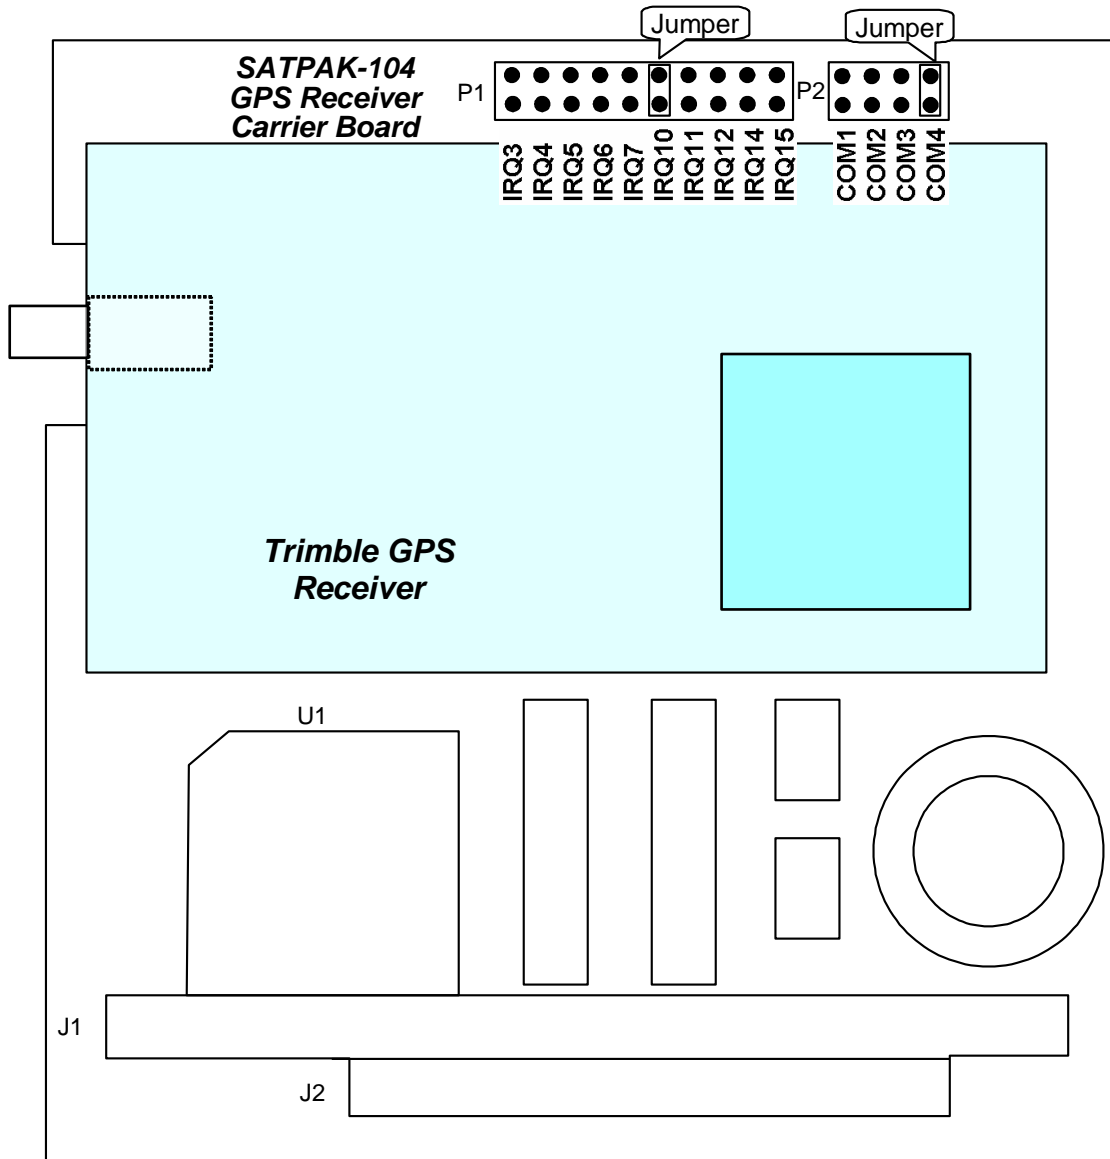 Jumper
Jumper
SATPAK-104
GPS Receiver
Carrier Board
P1
P2
IRQ3
IRQ4
IRQ5
IRQ6
IRQ7
IRQ10
IRQ11
IRQ12
IRQ14
IRQ15
COM1
COM2
COM3
COM4
Trimble GPS
Receiver
U1
J1
J2